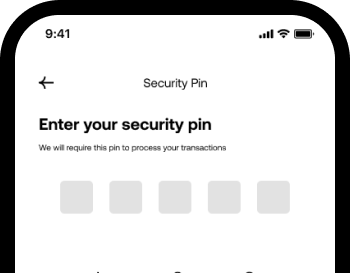 9:41
Security Pin
Enter your security pin
We will require this pin to process your transactions